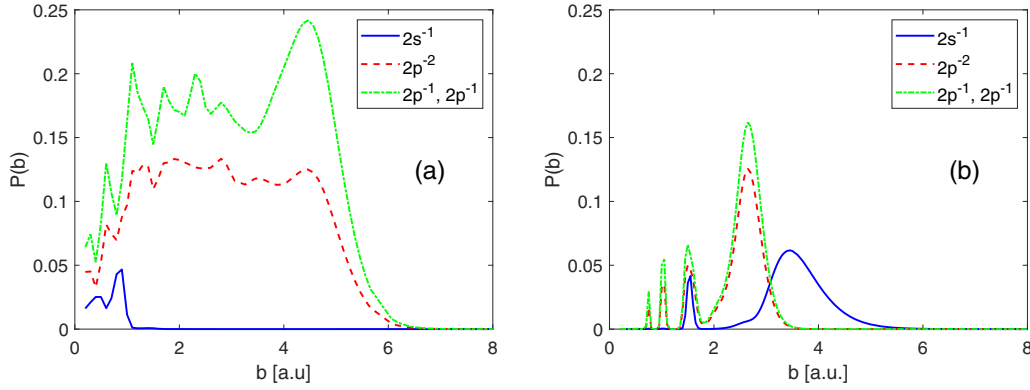 0.25
0.2
0.15
0.1
0.05
0
P(b)
0 2 4 6 8
b [a.u]
2s⁻¹
2p⁻²
2p⁻¹, 2p⁻¹
(a)
0.25
0.2
0.15
0.1
0.05
0
P(b)
0 2 4 6 8
b [a.u.]
2s⁻¹
2p⁻²
2p⁻¹, 2p⁻¹
(b)